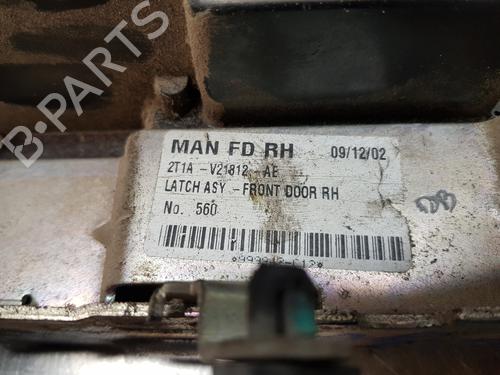 B-Parts
MAN FD RH 09/12/02
2T1A -V21812 -AE
LATCH ASY -FRONT DOOR RH
No. 560